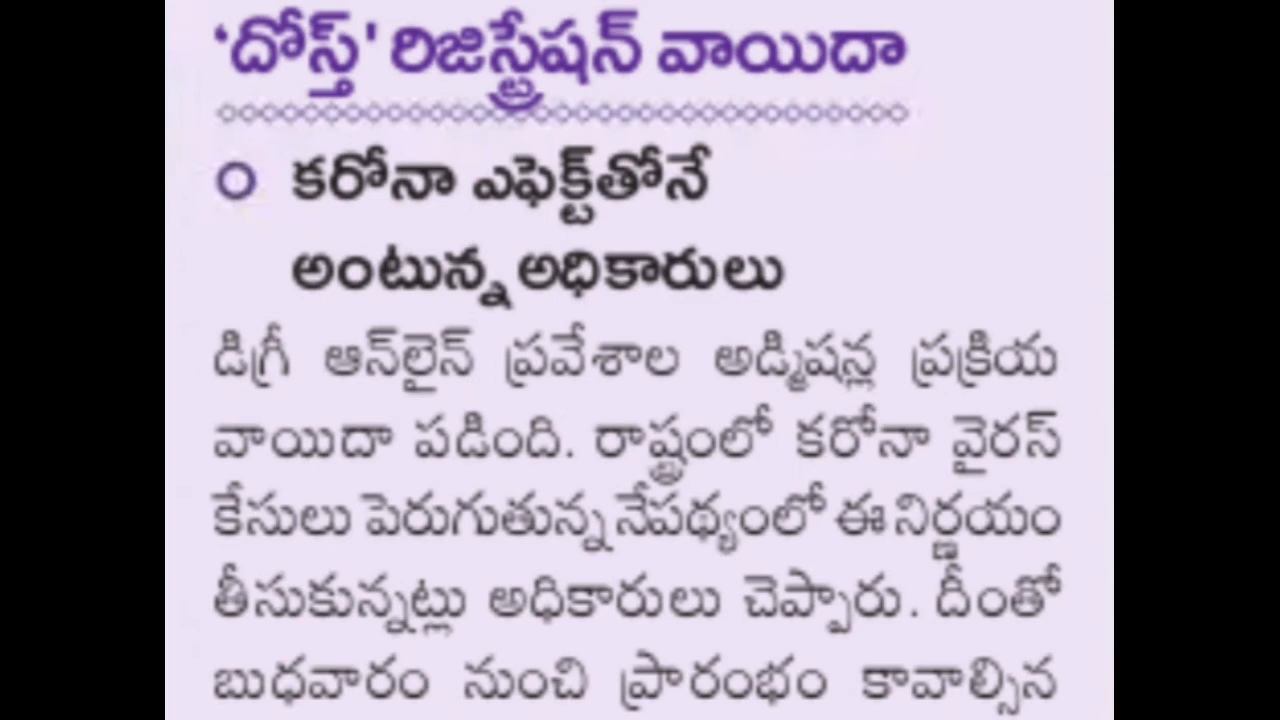 ‘దోస్త్' రిజిస్ట్రేషన్ వాయిదా
కరోనా ఎఫెక్ట్‌తోనే
అంటున్న అధికారులు
డిగ్రీ ఆన్‌లైన్ ప్రవేశాల అడ్మిషన్ల ప్రక్రియ
వాయిదా పడింది. రాష్ట్రంలో కరోనా వైరస్
కేసులు పెరుగుతున్న నేపథ్యంలో ఈ నిర్ణయం
తీసుకున్నట్లు అధికారులు చెప్పారు. దీంతో
బుధవారం నుంచి ప్రారంభం కావాల్సిన